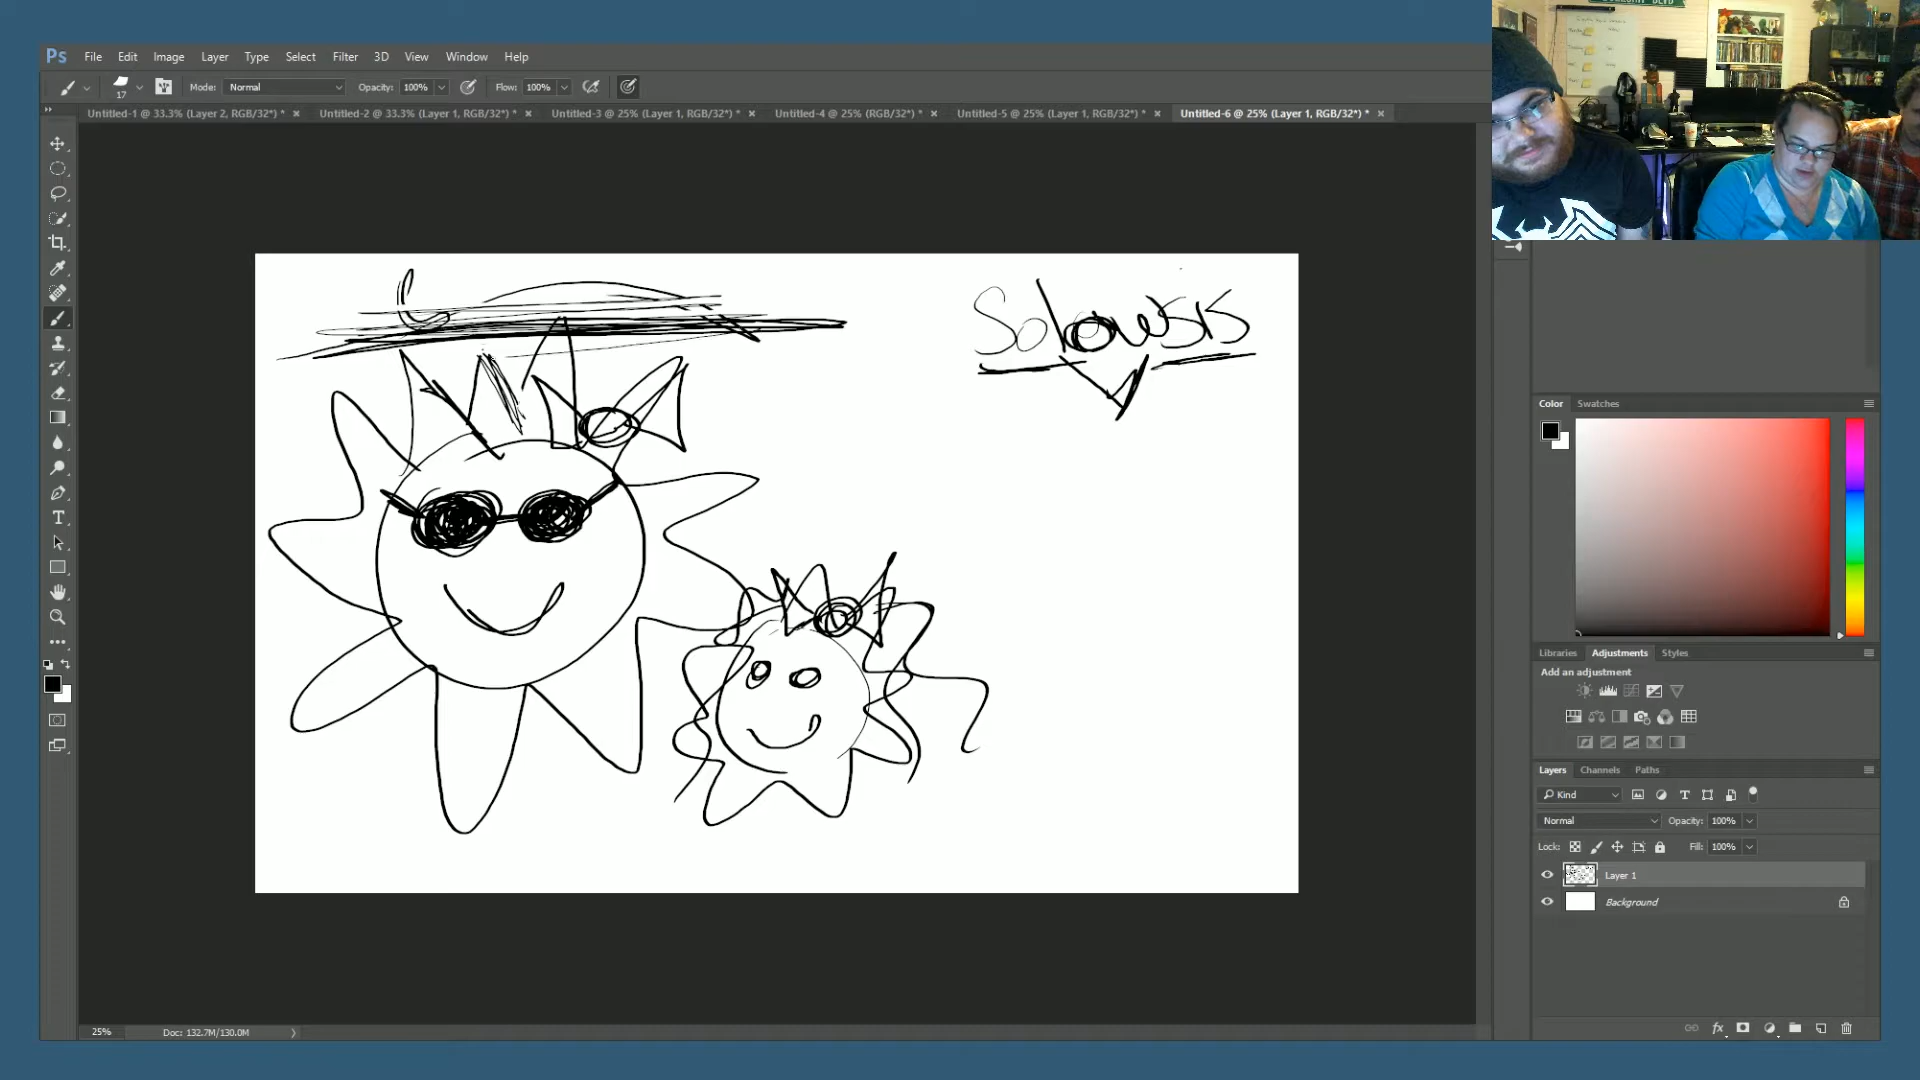 Ps File Edit Image Layer Type Select Filter 3D View Window Help
17 Mode: Normal Opacity: 100% Flow: 100%
Untitled-1 @ 33.3% (Layer 2, RGB/32*) * Untitled-2 @ 33.3% (Layer 1, RGB/32*) * Untitled-3 @ 25% (Layer 1, RGB/32*) * Untitled-4 @ 25% (RGB/32*) * Untitled-5 @ 25% (Layer 1, RGB/32*) * Untitled-6 @ 25% (Layer 1, RGB/32*) *
Color Swatches
Libraries Adjustments Styles
Add an adjustment
Layers Channels Paths
Kind
Normal Opacity: 100%
Lock: Fill: 100%
Layer 1
Background
fx
25% Doc: 132.7M/130.0M